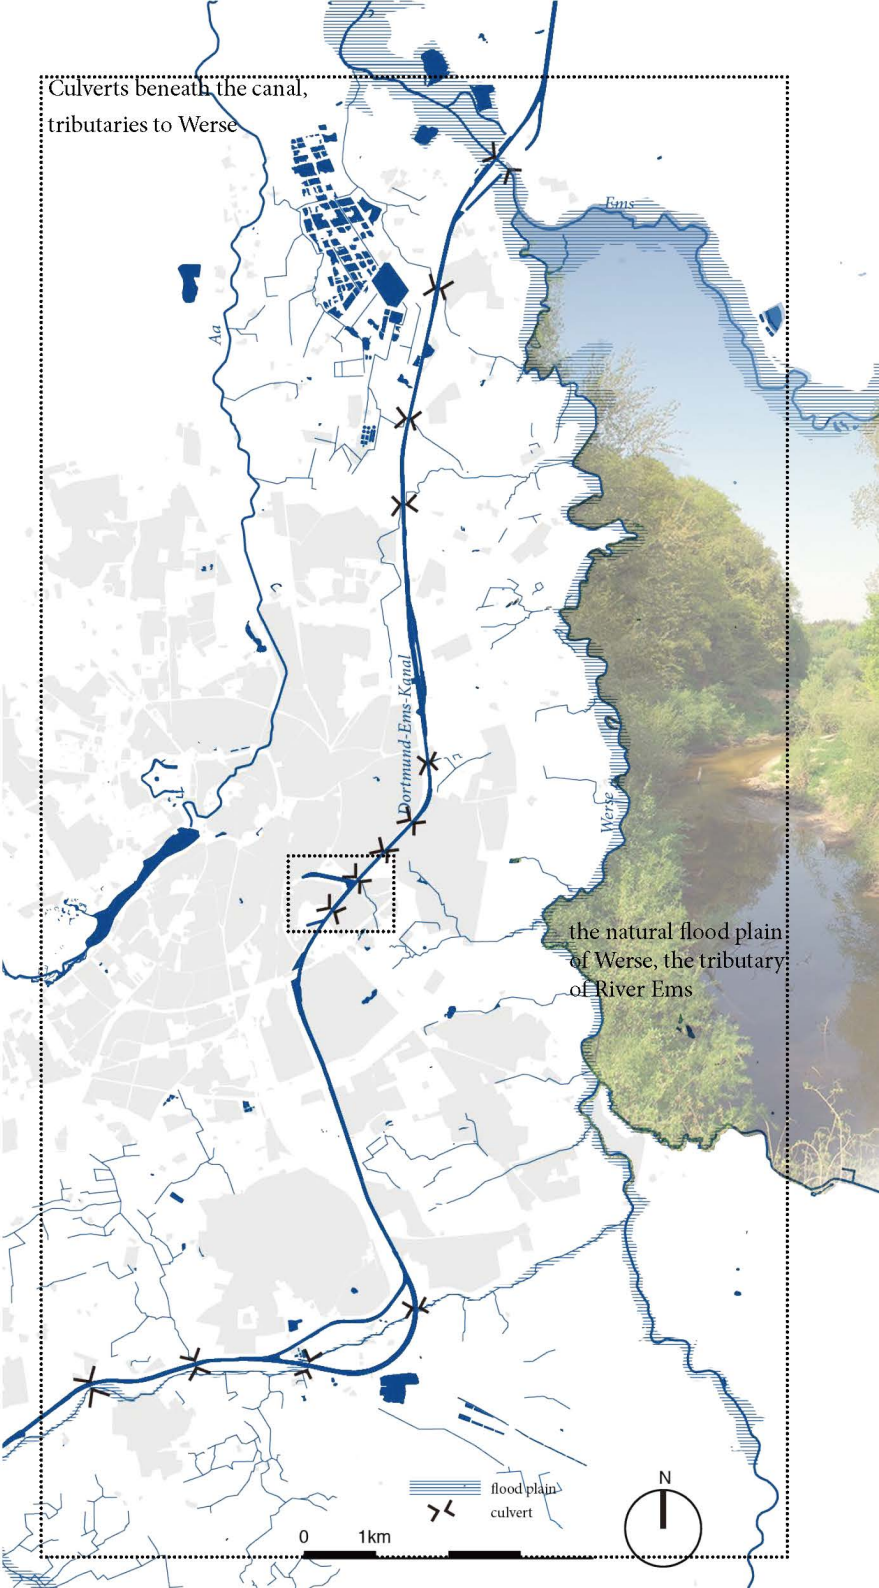 Culverts beneath the canal,
tributaries to Werse
Ems
Aa
Dortmund-Ems-Kanal
Werse
the natural flood plain
of Werse, the tributary
of River Ems
flood plain
culvert
N
0 1km